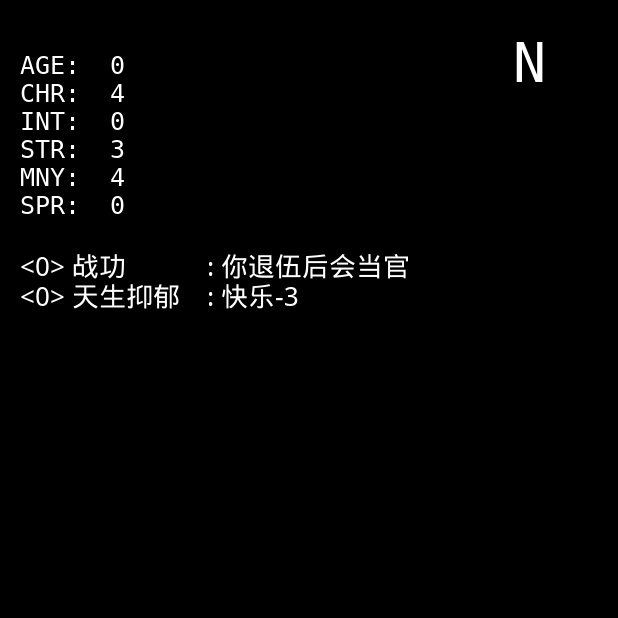 N
AGE: 0
CHR: 4
INT: 0
STR: 3
MNY: 4
SPR: 0
<O> 战功 : 你退伍后会当官
<O> 天生抑郁 : 快乐-3